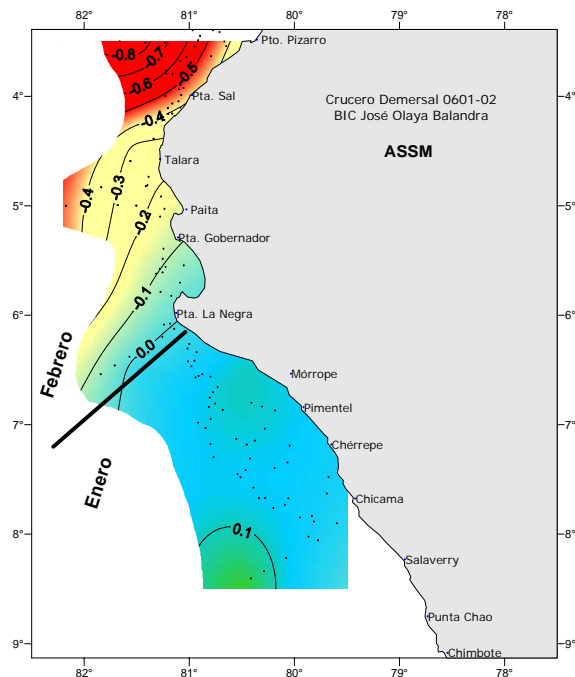 82° 81° 80° 79° 78°
Pto. Pizarro
-0.8
-0.7
-0.6
-0.5
4° 4°
Pta. Sal
Crucero Demersal 0601-02
BIC José Olaya Balandra
-0.4
ASSM
Talara
-0.4
-0.3
-0.2
5° 5°
Paita
Pta. Gobernador
-0.1
6° 6°
Pta. La Negra
0.0
Febrero
Mórrope
Pimentel
7° 7°
Chérrepe
Enero
Chicama
8° 8°
0.1
Salaverry
Punta Chao
9° 9°
Chimbote
82° 81° 80° 79° 78°